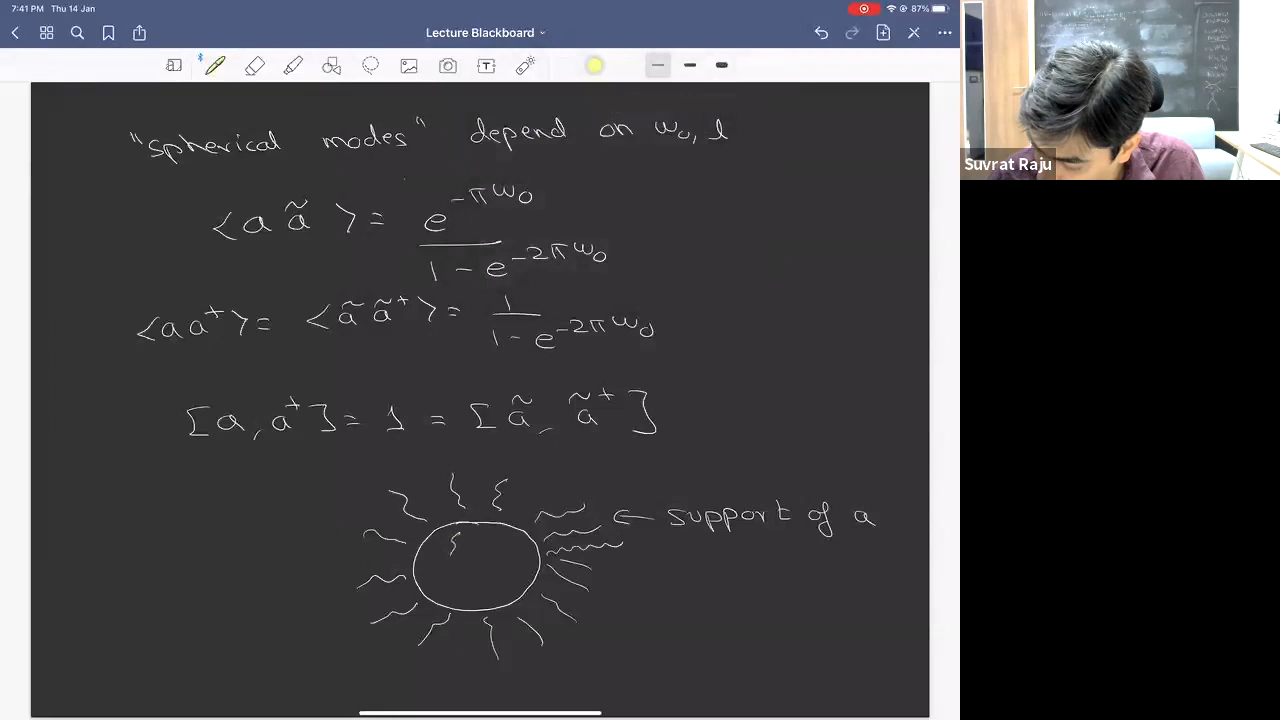 7:41 PM Thu 14 Jan
87%
Lecture Blackboard
Suvrat Raju
"spherical modes" depend on ω₀, l
<a ã> = e^{-πω₀} / (1 - e^{-2πω₀})
<a a⁺> = <ã ã⁺> = 1 / (1 - e^{-2πω₀})
[a, a⁺] = 1 = [ã, ã⁺]
← support of a